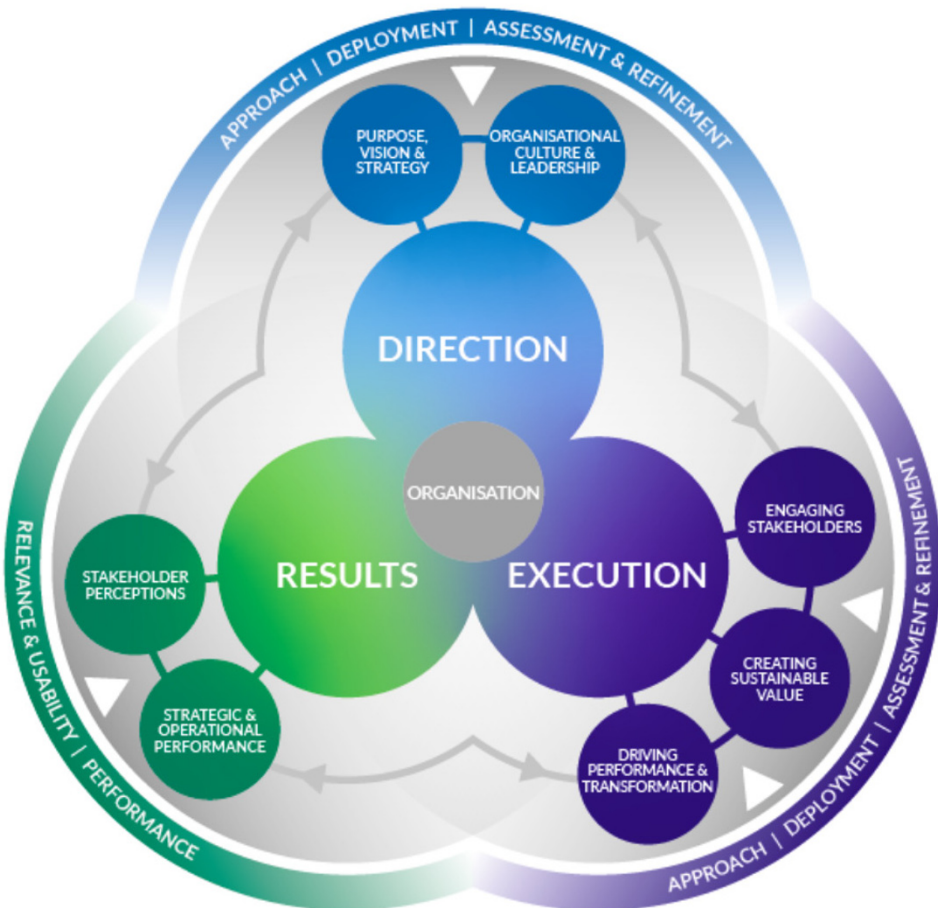 APPROACH | DEPLOYMENT | ASSESSMENT & REFINEMENT
PURPOSE,
VISION &
STRATEGY
ORGANISATIONAL
CULTURE &
LEADERSHIP
DIRECTION
ORGANISATION
RESULTS
EXECUTION
STAKEHOLDER
PERCEPTIONS
STRATEGIC &
OPERATIONAL
PERFORMANCE
ENGAGING
STAKEHOLDERS
CREATING
SUSTAINABLE
VALUE
DRIVING
PERFORMANCE &
TRANSFORMATION
RELEVANCE & USABILITY | PERFORMANCE
APPROACH | DEPLOYMENT | ASSESSMENT & REFINEMENT